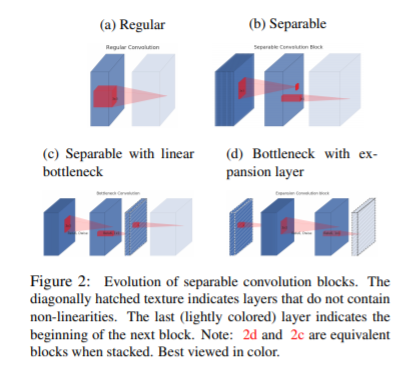 (a) Regular
(b) Separable
Regular Convolution
Separable Convolution Block
(c) Separable with linear
bottleneck
(d) Bottleneck with ex-
pansion layer
Bottleneck Convolution
Expansion Convolution block
Figure 2: Evolution of separable convolution blocks. The
diagonally hatched texture indicates layers that do not contain
non-linearities. The last (lightly colored) layer indicates the
beginning of the next block. Note: 2d and 2c are equivalent
blocks when stacked. Best viewed in color.